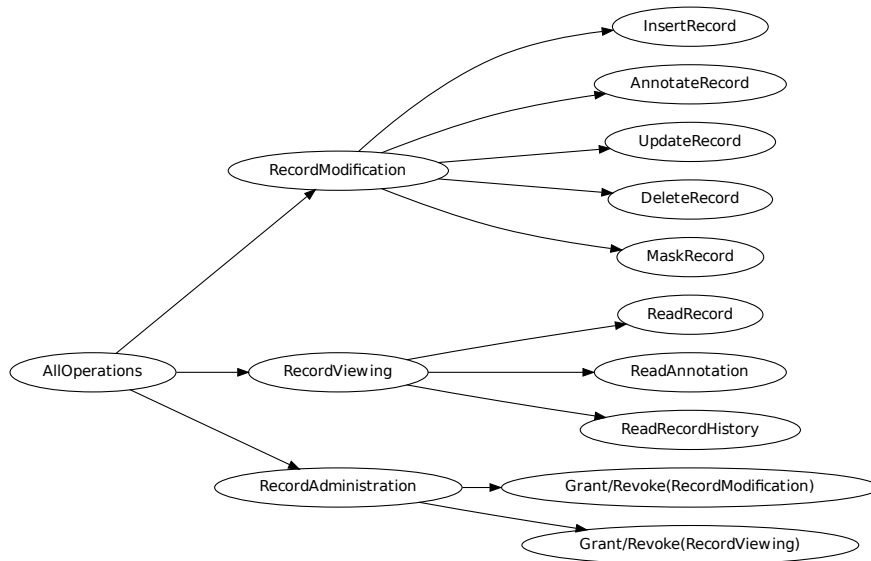 InsertRecord
AnnotateRecord
UpdateRecord
RecordModification
DeleteRecord
MaskRecord
ReadRecord
AllOperations
RecordViewing
ReadAnnotation
ReadRecordHistory
RecordAdministration
Grant/Revoke(RecordModification)
Grant/Revoke(RecordViewing)